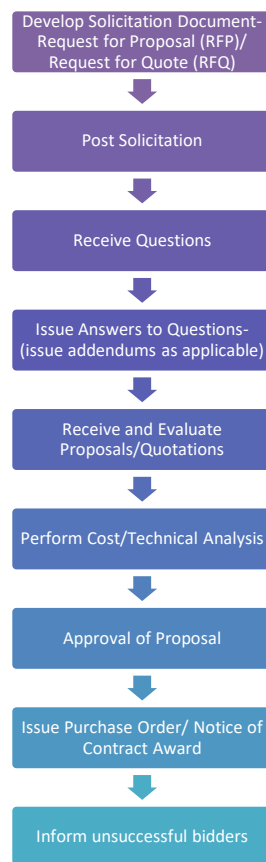 Develop Solicitation Document-
Request for Proposal (RFP)/
Request for Quote (RFQ)
Post Solicitation
Receive Questions
Issue Answers to Questions-
(issue addendums as applicable)
Receive and Evaluate
Proposals/Quotations
Perform Cost/Technical Analysis
Approval of Proposal
Issue Purchase Order/ Notice of
Contract Award
Inform unsuccessful bidders